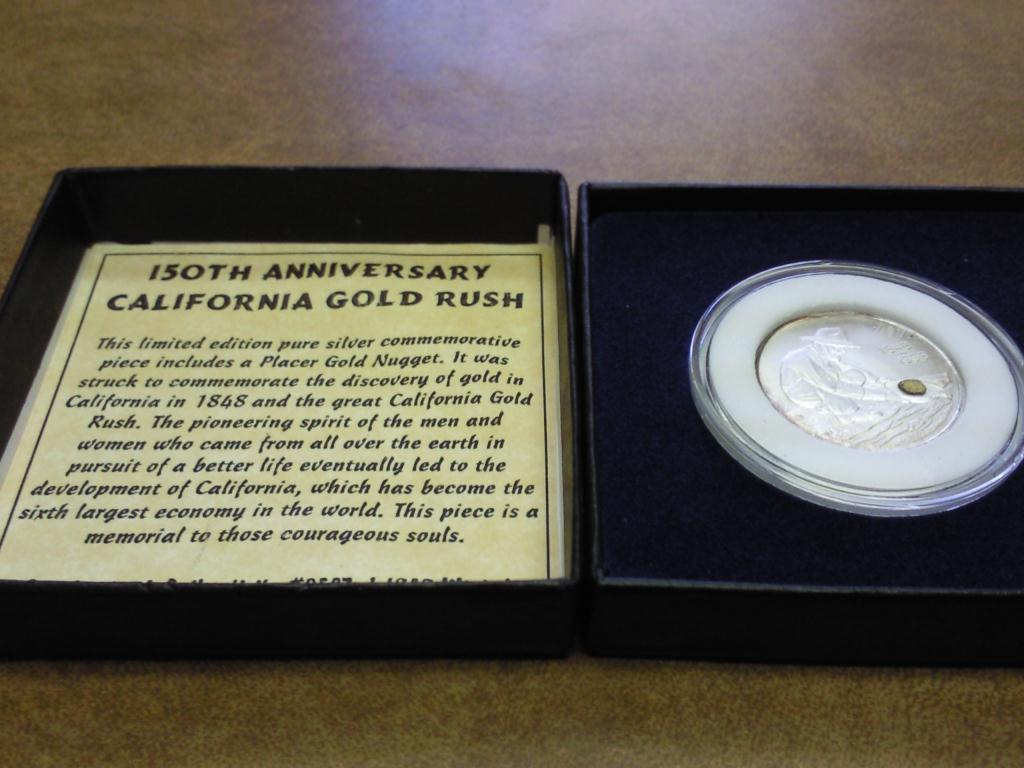 150TH ANNIVERSARY
CALIFORNIA GOLD RUSH
This limited edition pure silver commemorative
piece includes a Placer Gold Nugget. It was
struck to commemorate the discovery of gold in
California in 1848 and the great California Gold
Rush. The pioneering spirit of the men and
women who came from all over the earth in
pursuit of a better life eventually led to the
development of California, which has become the
sixth largest economy in the world. This piece is a
memorial to those courageous souls.